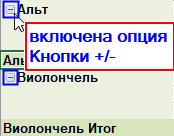 Альт
включена опция
Кнопки +/-
Аль
Виолончель
Виолончель Итог